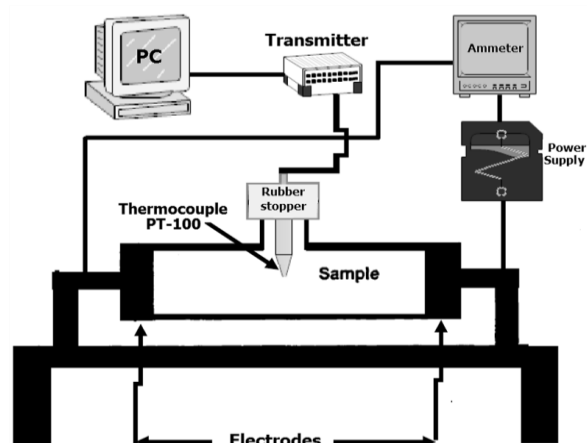 PC
Transmitter
Ammeter
Power
Supply
Rubber
stopper
Thermocouple
PT-100
Sample
Electrodes